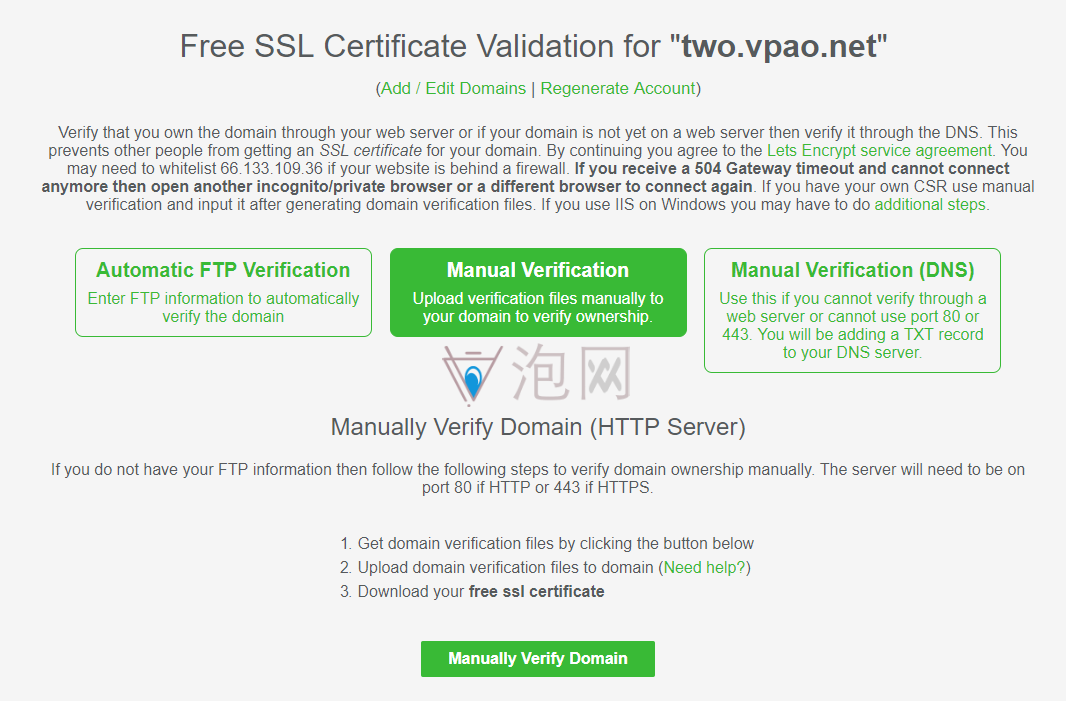 Free SSL Certificate Validation for "two.vpao.net"
(Add / Edit Domains | Regenerate Account)
Verify that you own the domain through your web server or if your domain is not yet on a web server then verify it through the DNS. This
prevents other people from getting an SSL certificate for your domain. By continuing you agree to the Lets Encrypt service agreement. You
may need to whitelist 66.133.109.36 if your website is behind a firewall. If you receive a 504 Gateway timeout and cannot connect
anymore then open another incognito/private browser or a different browser to connect again. If you have your own CSR use manual
verification and input it after generating domain verification files. If you use IIS on Windows you may have to do additional steps.
Automatic FTP Verification
Enter FTP information to automatically
verify the domain
Manual Verification
Upload verification files manually to
your domain to verify ownership.
Manual Verification (DNS)
Use this if you cannot verify through a
web server or cannot use port 80 or
443. You will be adding a TXT record
to your DNS server.
泡网
Manually Verify Domain (HTTP Server)
If you do not have your FTP information then follow the following steps to verify domain ownership manually. The server will need to be on
port 80 if HTTP or 443 if HTTPS.
1. Get domain verification files by clicking the button below
2. Upload domain verification files to domain (Need help?)
3. Download your free ssl certificate
Manually Verify Domain